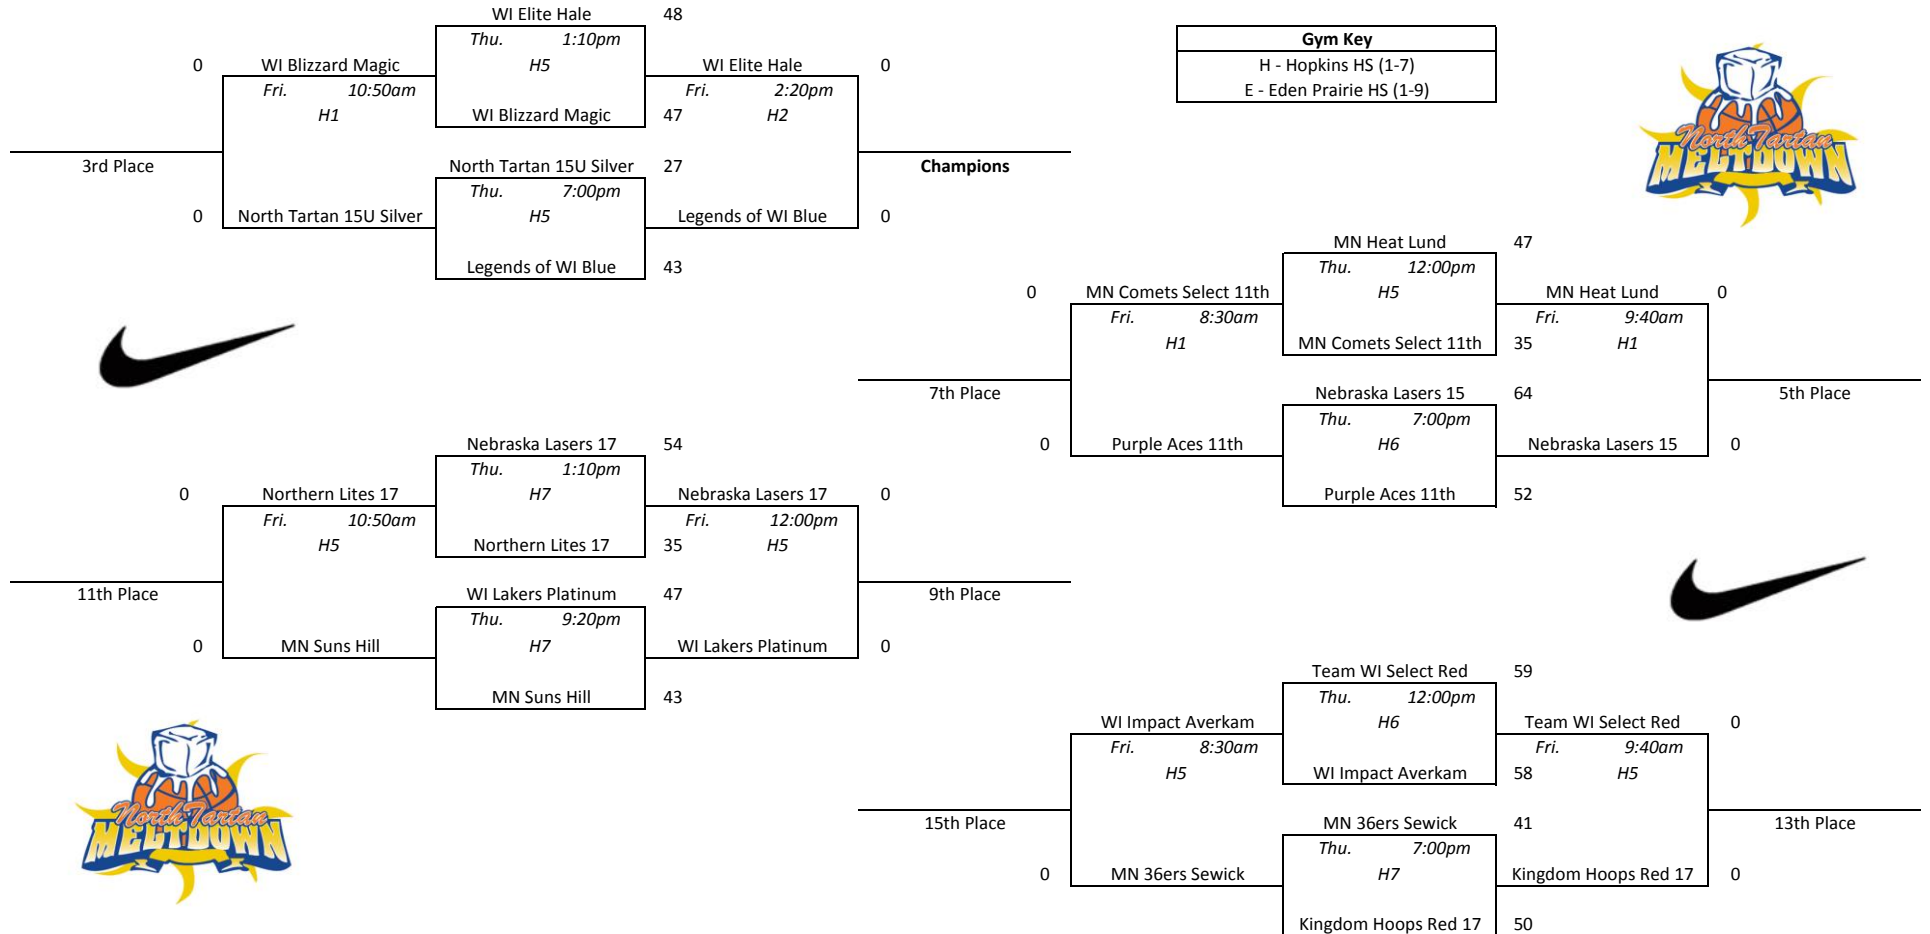 WI Elite Hale 48
Thu. 1:10pm
Gym Key
0 WI Blizzard Magic H5 WI Elite Hale 0
H - Hopkins HS (1-7)
Fri. 10:50am Fri. 2:20pm
E - Eden Prairie HS (1-9)
H1 WI Blizzard Magic 47 H2
North Tartan
MELTDOWN
3rd Place North Tartan 15U Silver 27 Champions
Thu. 7:00pm
0 North Tartan 15U Silver H5 Legends of WI Blue 0
MN Heat Lund 47
Legends of WI Blue 43
Thu. 12:00pm
0 MN Comets Select 11th H5 MN Heat Lund 0
Fri. 8:30am Fri. 9:40am
H1 MN Comets Select 11th 35 H1
7th Place Nebraska Lasers 15 64 5th Place
Thu. 7:00pm
Nebraska Lasers 17 54
0 Purple Aces 11th H6 Nebraska Lasers 15 0
Thu. 1:10pm
0 Northern Lites 17 H7 Nebraska Lasers 17 0
Purple Aces 11th 52
Fri. 10:50am Fri. 12:00pm
H5 Northern Lites 17 35 H5
11th Place WI Lakers Platinum 47 9th Place
Thu. 9:20pm
0 MN Suns Hill H7 WI Lakers Platinum 0
Team WI Select Red 59
MN Suns Hill 43
Thu. 12:00pm
0 WI Impact Averkam H6 Team WI Select Red 0
Fri. 8:30am Fri. 9:40am
H5 WI Impact Averkam 58 H5
North Tartan
MELTDOWN
15th Place MN 36ers Sewick 41 13th Place
Thu. 7:00pm
0 MN 36ers Sewick H7 Kingdom Hoops Red 17 0
Kingdom Hoops Red 17 50